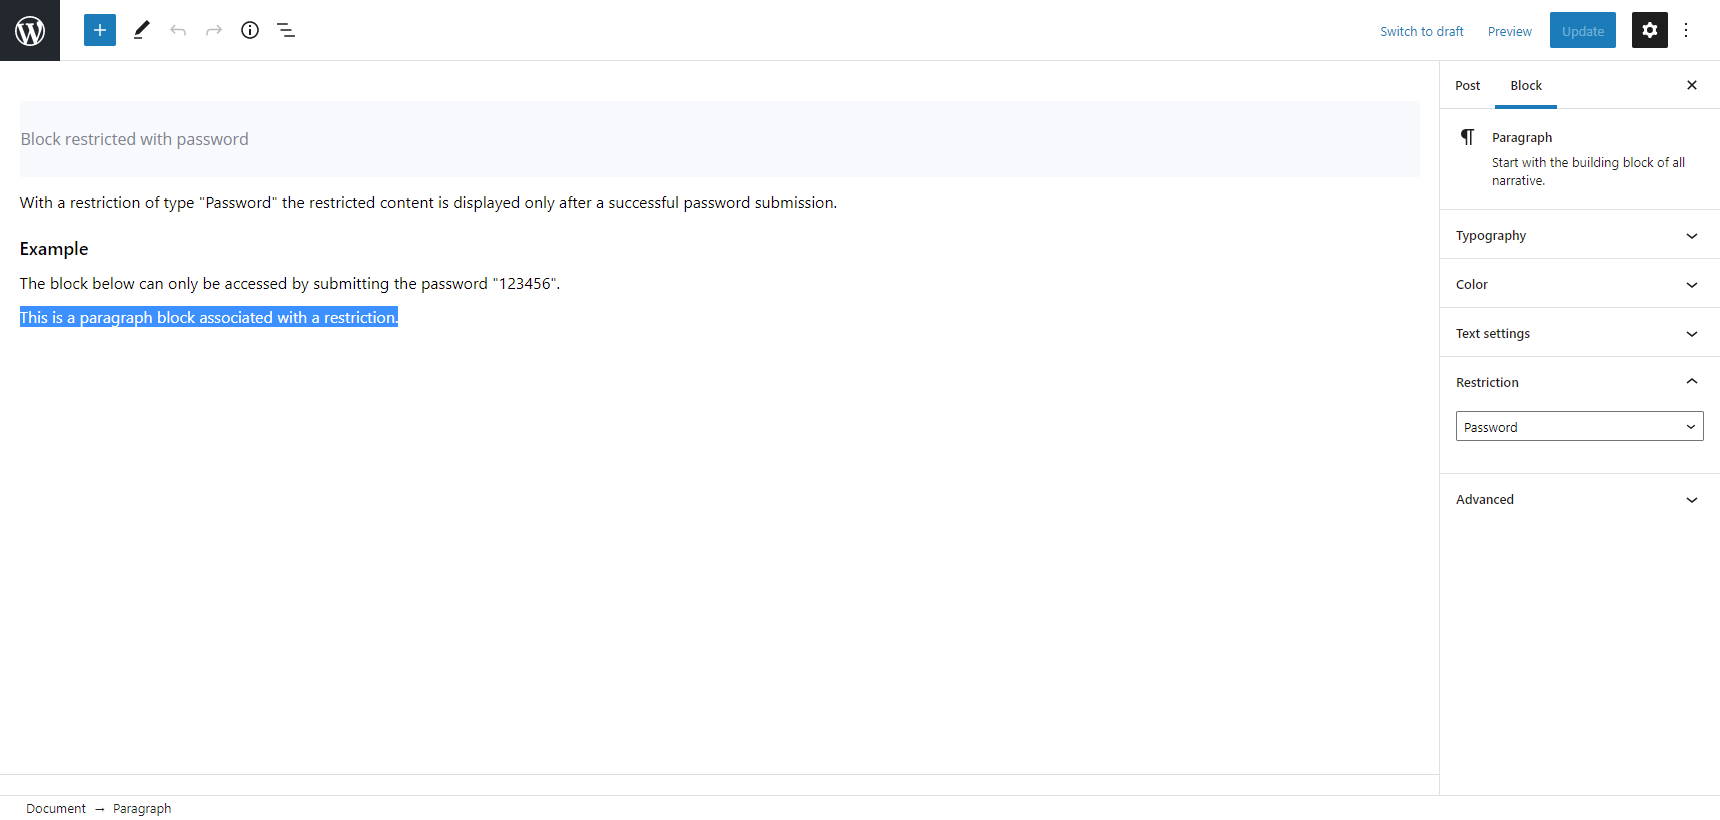 Switch to draft Preview Update
Post Block
Block restricted with password
With a restriction of type "Password" the restricted content is displayed only after a successful password submission.
Example
The block below can only be accessed by submitting the password "123456".
This is a paragraph block associated with a restriction.
Paragraph
Start with the building block of all
narrative.
Typography
Color
Text settings
Restriction
Password
Advanced
Document → Paragraph